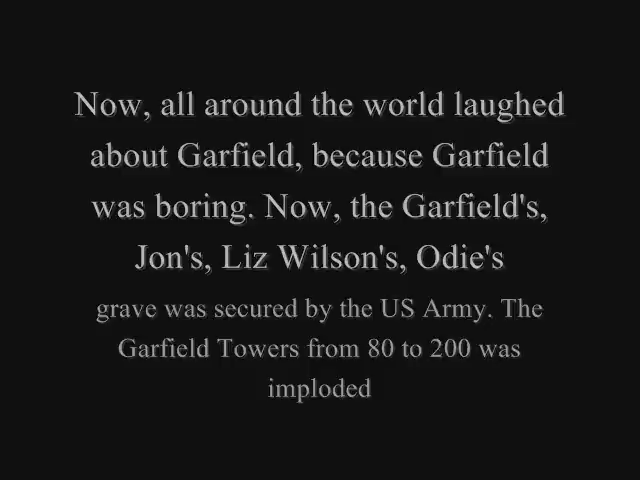 Now, all around the world laughed
about Garfield, because Garfield
was boring. Now, the Garfield's,
Jon's, Liz Wilson's, Odie's
grave was secured by the US Army. The
Garfield Towers from 80 to 200 was
imploded